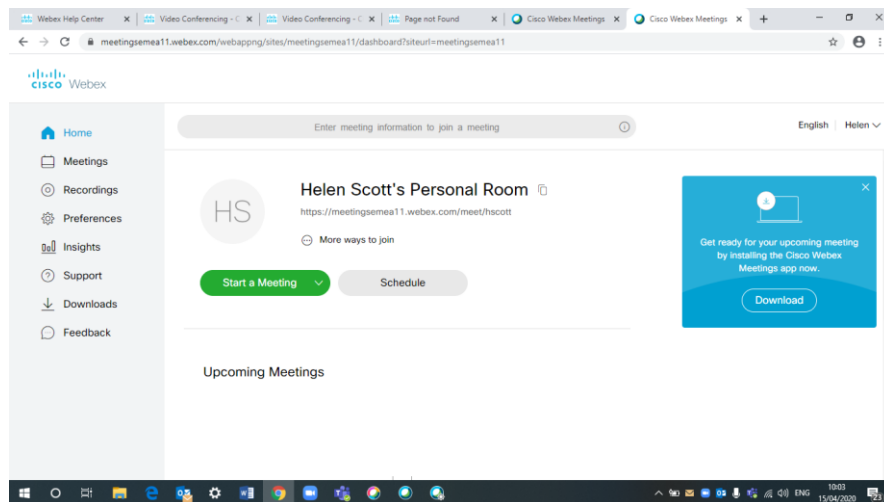 Webex Help Center
Video Conferencing - C
Video Conferencing - C
Page not Found
Cisco Webex Meetings
Cisco Webex Meetings
meetingsemea11.webex.com/webappng/sites/meetingsemea11/dashboard?siteurl=meetingsemea11
CISCO Webex
Enter meeting information to join a meeting
English
Helen
Home
Meetings
Recordings
Preferences
Insights
Support
Downloads
Feedback
HS
Helen Scott's Personal Room
https://meetingsemea11.webex.com/meet/hscott
More ways to join
Start a Meeting
Schedule
Get ready for your upcoming meeting
by installing the Cisco Webex
Meetings app now.
Download
Upcoming Meetings
ENG
10:03
15/04/2020